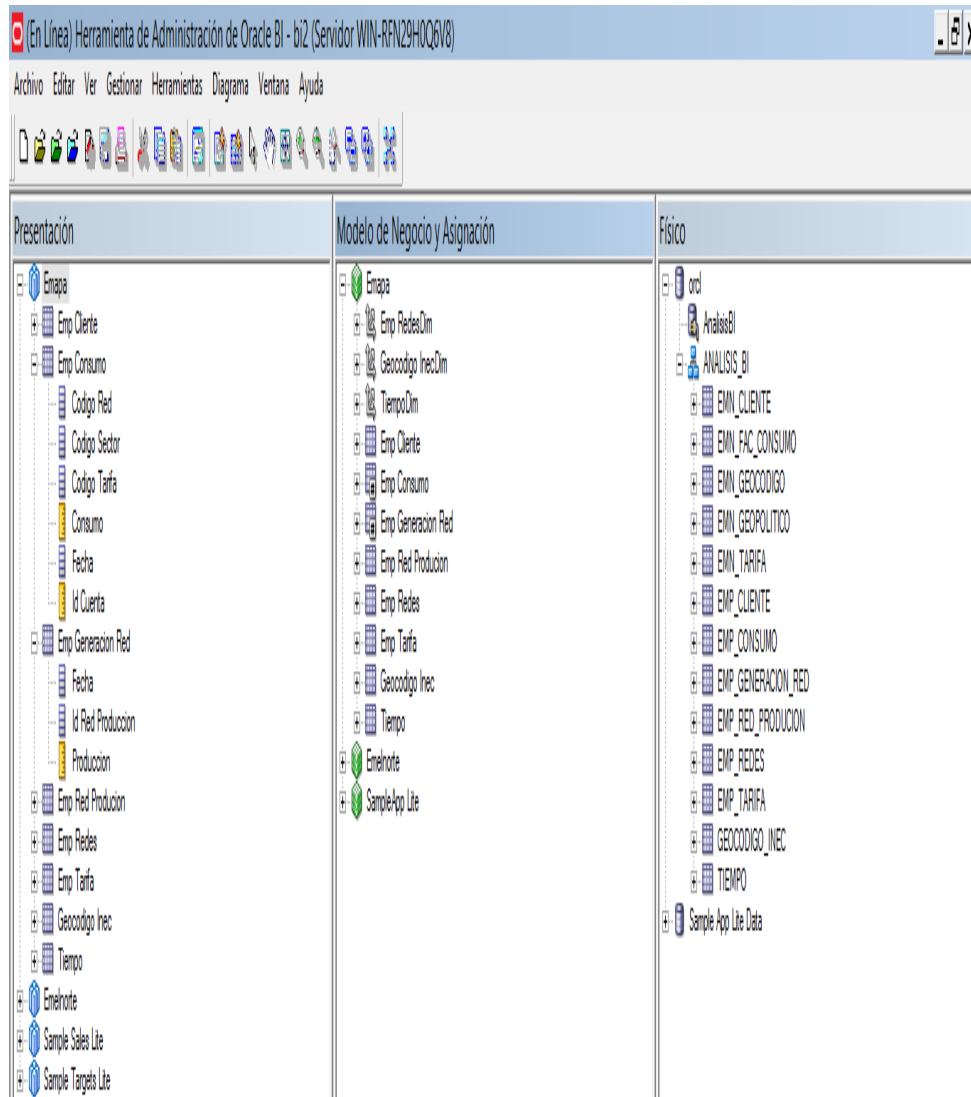 (En Línea) Herramienta de Administración de Oracle BI - bi2 (Servidor WIN-RFN29H0Q6V8)
Archivo Editar Ver Gestionar Herramientas Diagrama Ventana Ayuda
Presentación
Emapa
Emp Cliente
Emp Consumo
Codigo Red
Codigo Sector
Codigo Tarifa
Consumo
Fecha
Id Cuenta
Emp Generacion Red
Fecha
Id Red Produccion
Produccion
Emp Red Producion
Emp Redes
Emp Tarifa
Geocodigo Inec
Tiempo
Emelnorte
Sample Sales Lite
Sample Targets Lite
Modelo de Negocio y Asignación
Emapa
Emp RedesDim
Geocodigo InecDim
TiempoDim
Emp Cliente
Emp Consumo
Emp Generacion Red
Emp Red Producion
Emp Redes
Emp Tarifa
Geocodigo Inec
Tiempo
Emelnorte
SampleApp Lite
Físico
orcl
AnalisisBI
ANALISIS_BI
EMN_CLIENTE
EMN_FAC_CONSUMO
EMN_GEOCODIGO
EMN_GEOPOLITICO
EMN_TARIFA
EMP_CLIENTE
EMP_CONSUMO
EMP_GENERACION_RED
EMP_RED_PRODUCION
EMP_REDES
EMP_TARIFA
GEOCODIGO_INEC
TIEMPO
Sample App Lite Data